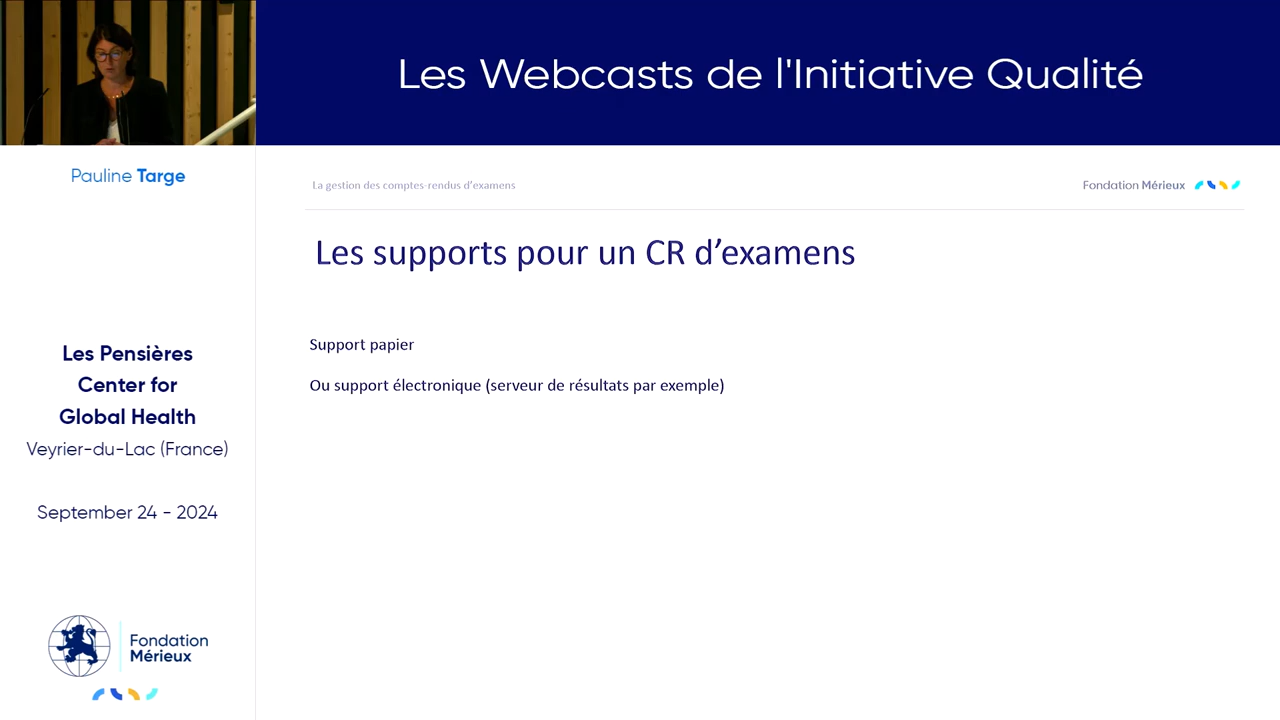 Les Webcasts de l'Initiative Qualité
Pauline Targe
Les Pensières
Center for
Global Health
Veyrier-du-Lac (France)
September 24 - 2024
Fondation
Mérieux
La gestion des comptes-rendus d’examens
Fondation Mérieux
Les supports pour un CR d’examens
Support papier
Ou support électronique (serveur de résultats par exemple)